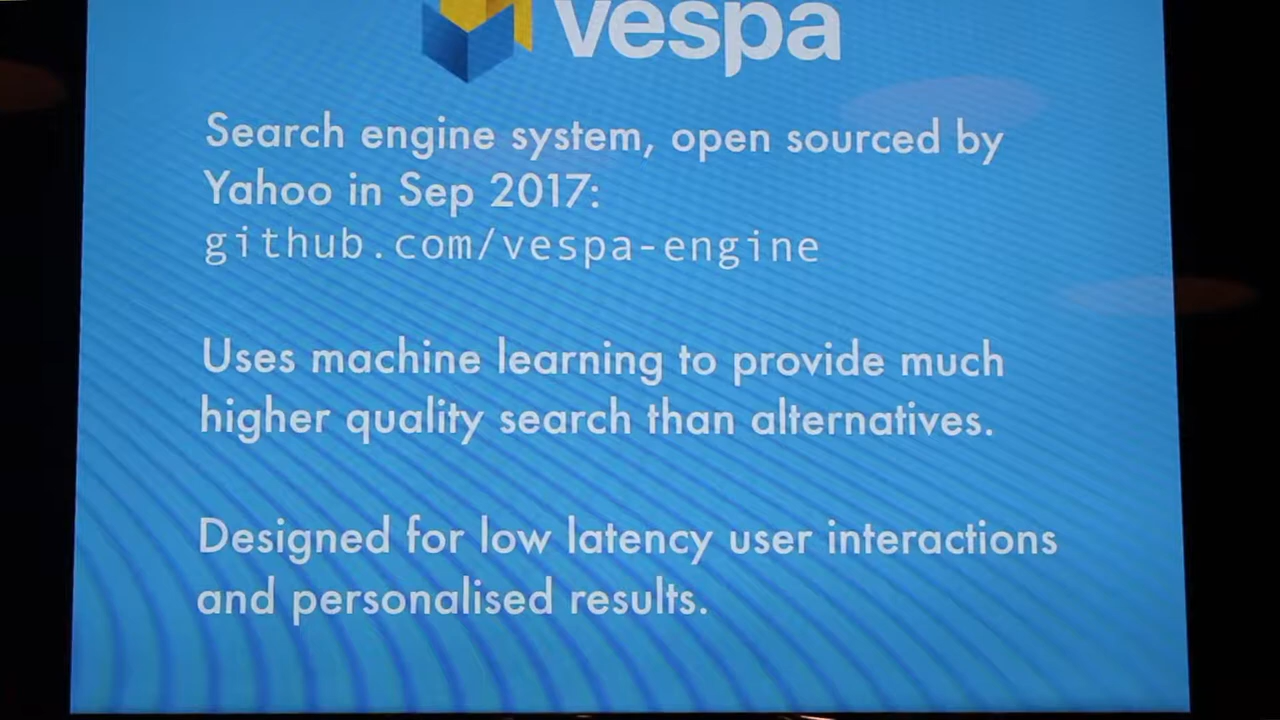 vespa
Search engine system, open sourced by
Yahoo in Sep 2017:
github.com/vespa-engine
Uses machine learning to provide much
higher quality search than alternatives.
Designed for low latency user interactions
and personalised results.